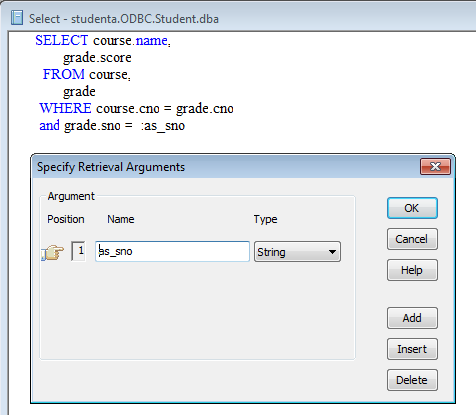 Select - studenta.ODBC.Student.dba
SELECT course.name,
grade.score
FROM course,
grade
WHERE course.cno = grade.cno
and grade.sno = :as_sno
Specify Retrieval Arguments
Argument
Position Name Type
1 as_sno String
OK
Cancel
Help
Add
Insert
Delete